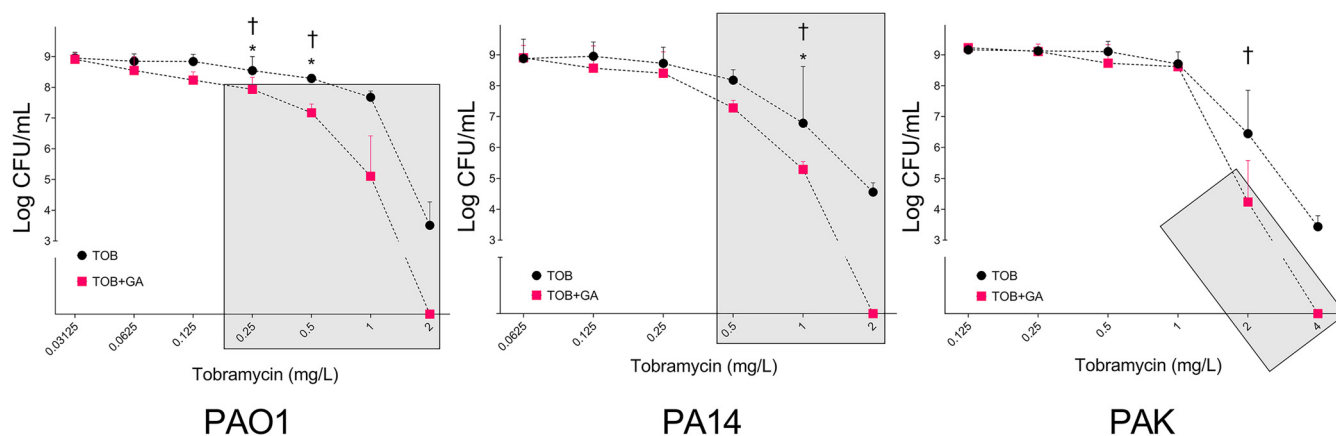 † † † †
* * *
9
8
7
6
5
4
3
Log CFU/mL
TOB
TOB+GA
0.03125 0.0625 0.125 0.25 0.5 1 2
Tobramycin (mg/L)
PAO1
9
8
7
6
5
4
3
Log CFU/mL
TOB
TOB+GA
0.0625 0.125 0.25 0.5 1 2
Tobramycin (mg/L)
PA14
9
8
7
6
5
4
3
Log CFU/mL
TOB
TOB+GA
0.125 0.25 0.5 1 2 4
Tobramycin (mg/L)
PAK